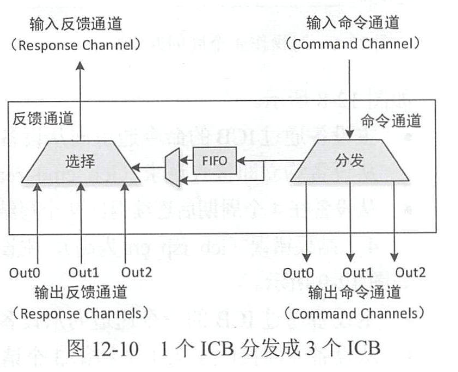 输入反馈通道
（Response Channel）
输入命令通道
（Command Channel）
反馈通道
命令通道
选择
FIFO
分发
Out0 Out1 Out2
Out0 Out1 Out2
输出反馈通道
（Response Channels）
输出命令通道
（Command Channels）
图 12-10 1 个 ICB 分发成 3 个 ICB